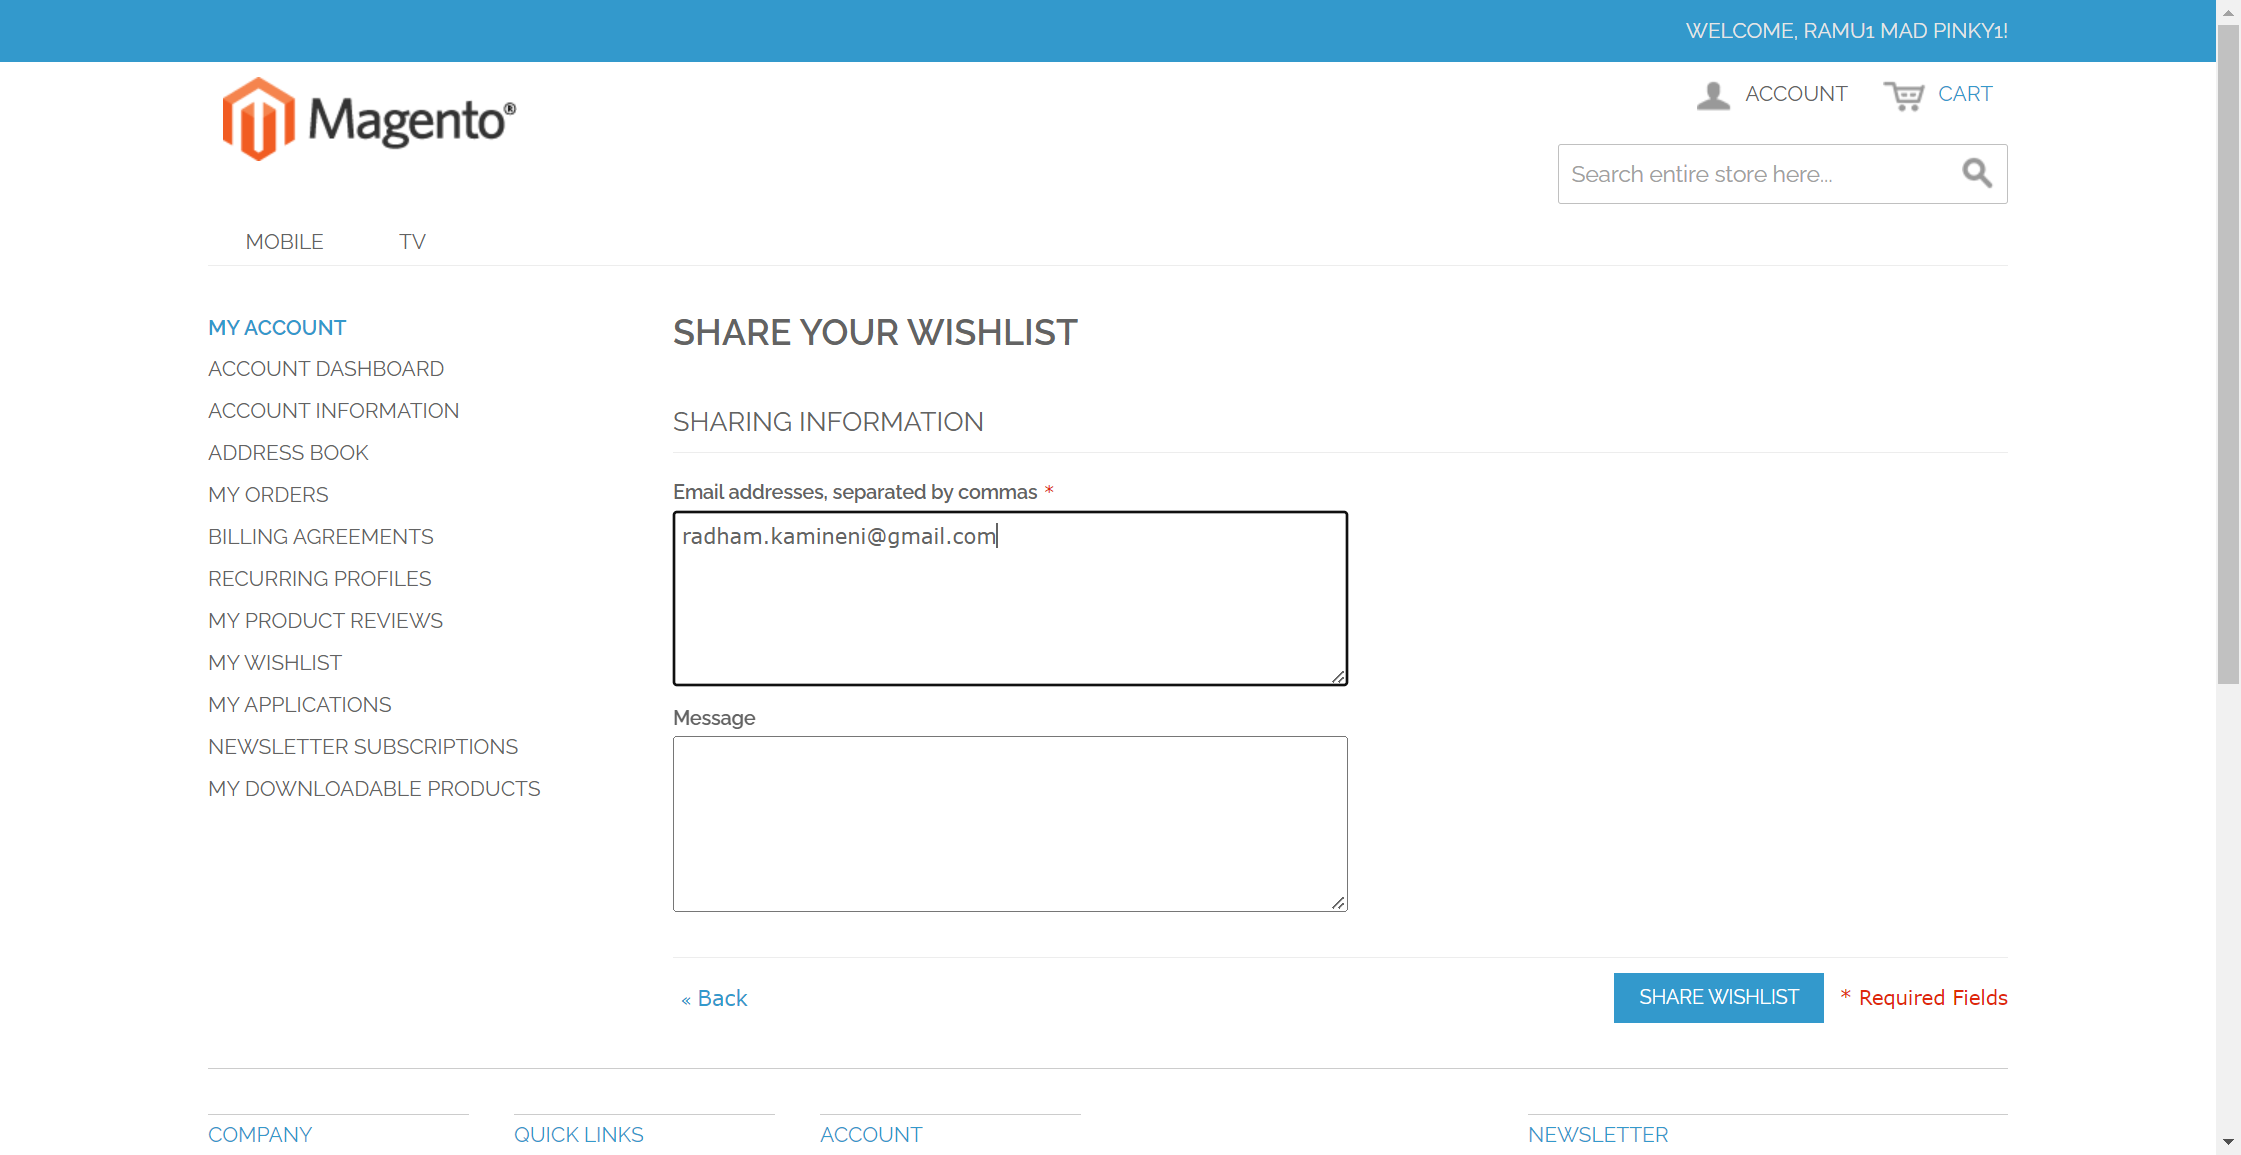 WELCOME, RAMU1 MAD PINKY1!
Magento®
ACCOUNT
CART
Search entire store here...
MOBILE
TV
MY ACCOUNT
ACCOUNT DASHBOARD
ACCOUNT INFORMATION
ADDRESS BOOK
MY ORDERS
BILLING AGREEMENTS
RECURRING PROFILES
MY PRODUCT REVIEWS
MY WISHLIST
MY APPLICATIONS
NEWSLETTER SUBSCRIPTIONS
MY DOWNLOADABLE PRODUCTS
SHARE YOUR WISHLIST
SHARING INFORMATION
Email addresses, separated by commas *
radham.kamineni@gmail.com
Message
« Back
SHARE WISHLIST
* Required Fields
COMPANY
QUICK LINKS
ACCOUNT
NEWSLETTER